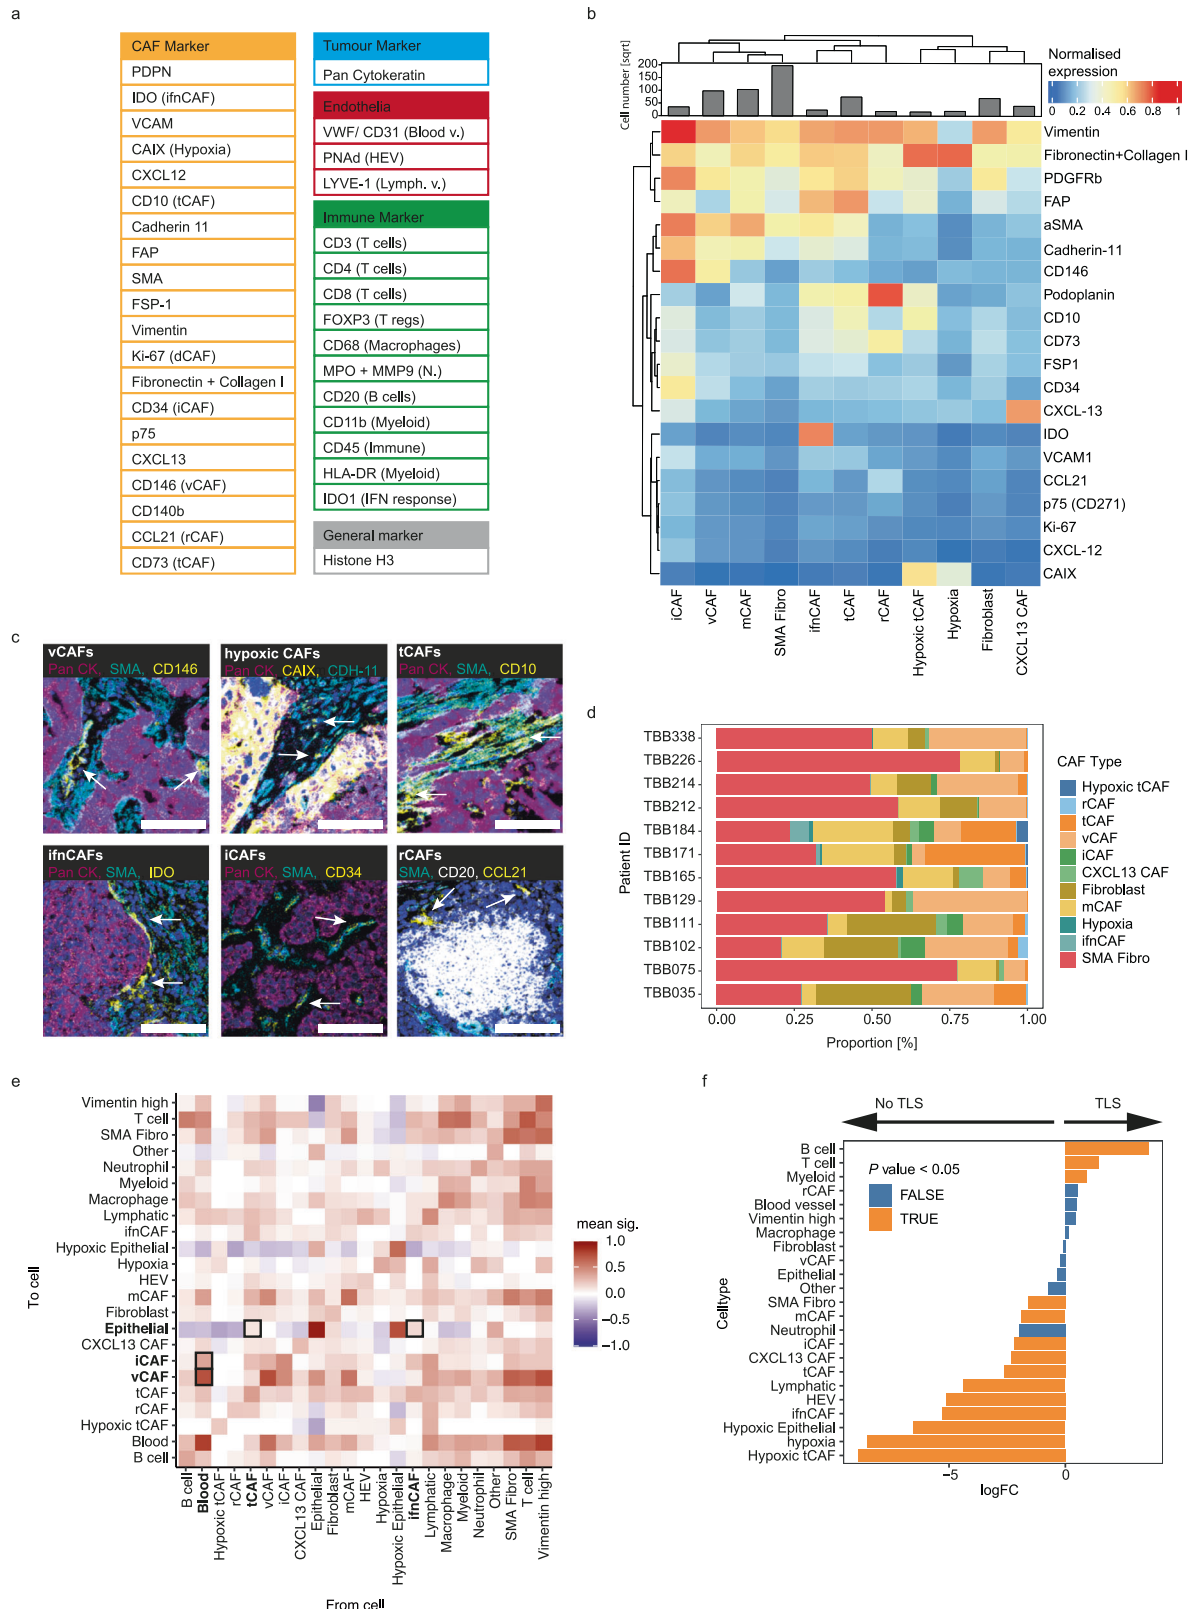 a
CAF Marker
PDPN
IDO (ifnCAF)
VCAM
CAIX (Hypoxia)
CXCL12
CD10 (tCAF)
Cadherin 11
FAP
SMA
FSP-1
Vimentin
Ki-67 (dCAF)
Fibronectin + Collagen I
CD34 (iCAF)
p75
CXCL13
CD146 (vCAF)
CD140b
CCL21 (rCAF)
CD73 (tCAF)
Tumour Marker
Pan Cytokeratin
Endothelia
VWF/ CD31 (Blood v.)
PNAd (HEV)
LYVE-1 (Lymph. v.)
Immune Marker
CD3 (T cells)
CD4 (T cells)
CD8 (T cells)
FOXP3 (T regs)
CD68 (Macrophages)
MPO + MMP9 (N.)
CD20 (B cells)
CD11b (Myeloid)
CD45 (Immune)
HLA-DR (Myeloid)
IDO1 (IFN response)
General marker
Histone H3
b
Cell number [sqrt]
200
150
100
50
0
Normalised
expression
0 0.2 0.4 0.6 0.8 1
Vimentin
Fibronectin+Collagen I
PDGFRb
FAP
aSMA
Cadherin-11
CD146
Podoplanin
CD10
CD73
FSP1
CD34
CXCL-13
IDO
VCAM1
CCL21
p75 (CD271)
Ki-67
CXCL-12
CAIX
iCAF
vCAF
mCAF
SMA Fibro
ifnCAF
tCAF
rCAF
Hypoxic tCAF
Hypoxia
Fibroblast
CXCL13 CAF
c
vCAFs
Pan CK, SMA, CD146
hypoxic CAFs
Pan CK, CAIX, CDH-11
tCAFs
Pan CK, SMA, CD10
ifnCAFs
Pan CK, SMA, IDO
iCAFs
Pan CK, SMA, CD34
rCAFs
SMA, CD20, CCL21
d
Patient ID
TBB338
TBB226
TBB214
TBB212
TBB184
TBB171
TBB165
TBB129
TBB111
TBB102
TBB075
TBB035
0.00 0.25 0.50 0.75 1.00
Proportion [%]
CAF Type
Hypoxic tCAF
rCAF
tCAF
vCAF
iCAF
CXCL13 CAF
Fibroblast
mCAF
Hypoxia
ifnCAF
SMA Fibro
e
To cell
Vimentin high
T cell
SMA Fibro
Other
Neutrophil
Myeloid
Macrophage
Lymphatic
ifnCAF
Hypoxic Epithelial
Hypoxia
HEV
mCAF
Fibroblast
Epithelial
CXCL13 CAF
iCAF
vCAF
tCAF
rCAF
Hypoxic tCAF
Blood
B cell
B cell
Blood
Hypoxic tCAF
rCAF
tCAF
vCAF
iCAF
CXCL13 CAF
Epithelial
Fibroblast
mCAF
HEV
Hypoxia
Hypoxic Epithelial
ifnCAF
Lymphatic
Macrophage
Myeloid
Neutrophil
Other
SMA Fibro
T cell
Vimentin high
From cell
mean sig.
1.0
0.5
0.0
−0.5
−1.0
f
No TLS
TLS
P value < 0.05
FALSE
TRUE
Celltype
B cell
T cell
Myeloid
rCAF
Blood vessel
Vimentin high
Macrophage
Fibroblast
vCAF
Epithelial
Other
SMA Fibro
mCAF
Neutrophil
iCAF
CXCL13 CAF
tCAF
Lymphatic
HEV
ifnCAF
Hypoxic Epithelial
hypoxia
Hypoxic tCAF
−5 0
logFC